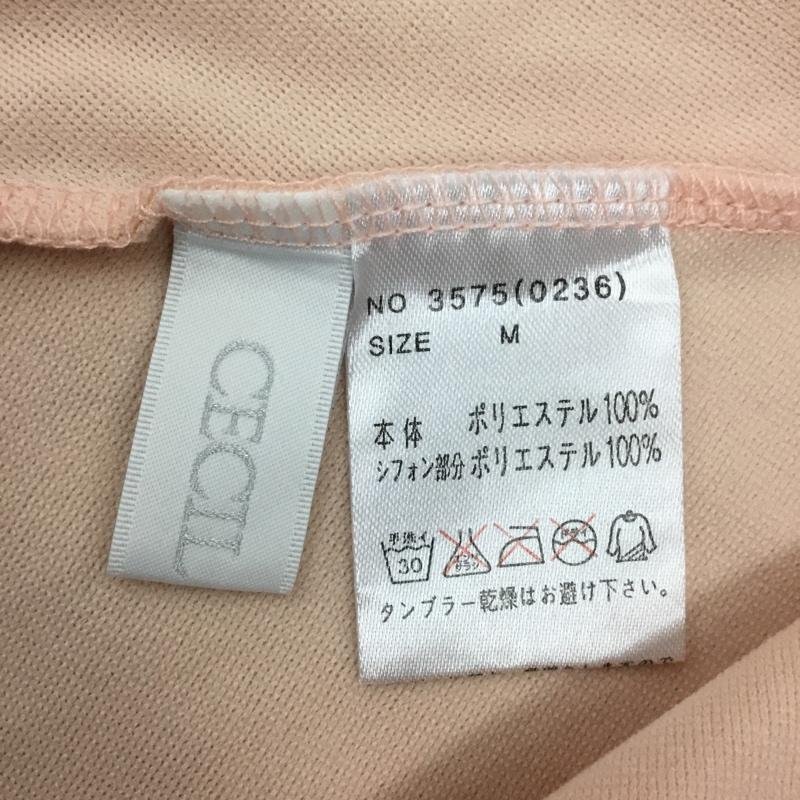 CECIL
NO 3575(0236)
SIZE M
本体 ポリエステル100%
シフォン部分 ポリエステル100%
手洗イ
30
タンブラー乾燥はお避け下さい。